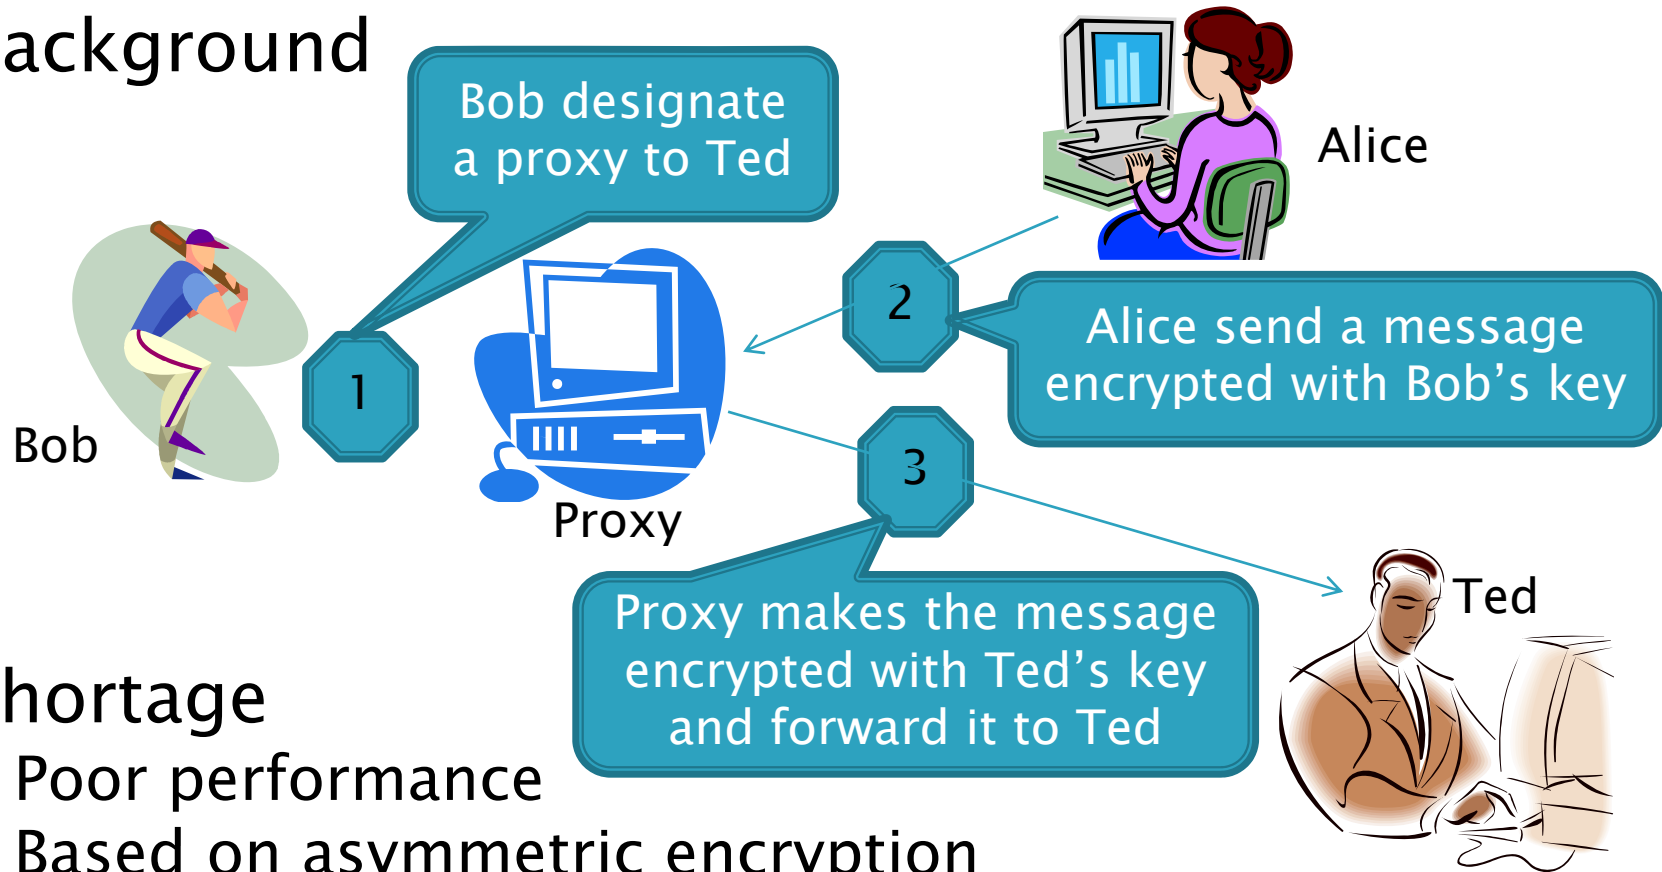 ackground
Bob designate
a proxy to Ted
Alice
2
Alice send a message
encrypted with Bob’s key
1
Bob
3
Proxy
Proxy makes the message
encrypted with Ted’s key
and forward it to Ted
Ted
hortage
Poor performance
Based on asymmetric encryption